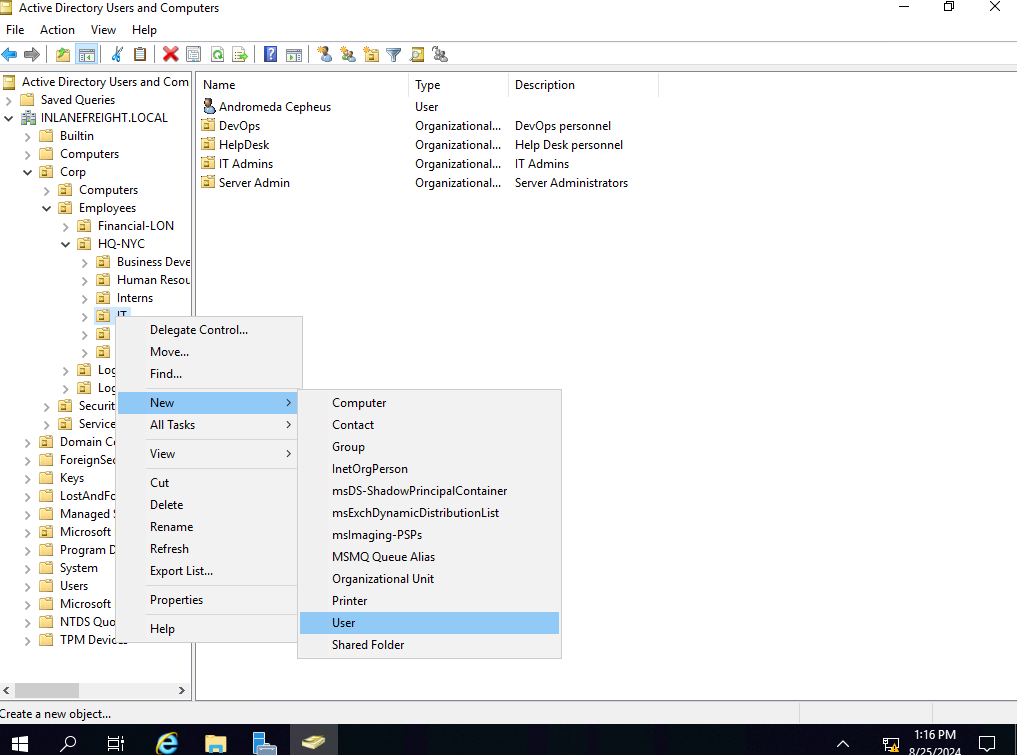 Active Directory Users and Computers
File Action View Help
Active Directory Users and Com
Saved Queries
INLANEFREIGHT.LOCAL
Builtin
Computers
Corp
Computers
Employees
Financial-LON
HQ-NYC
Business Deve
Human Resou
Interns
IT
Log
Log
Securit
Service
Domain Co
ForeignSec
Keys
LostAndFo
Managed S
Microsoft
Program D
System
Users
Microsoft
NTDS Quo
TPM Devices
Name Type Description
Andromeda Cepheus User
DevOps Organizational... DevOps personnel
HelpDesk Organizational... Help Desk personnel
IT Admins Organizational... IT Admins
Server Admin Organizational... Server Administrators
Delegate Control...
Move...
Find...
New
All Tasks
View
Cut
Delete
Rename
Refresh
Export List...
Properties
Help
Computer
Contact
Group
InetOrgPerson
msDS-ShadowPrincipalContainer
msExchDynamicDistributionList
msImaging-PSPs
MSMQ Queue Alias
Organizational Unit
Printer
User
Shared Folder
Create a new object...
1:16 PM
8/25/2024